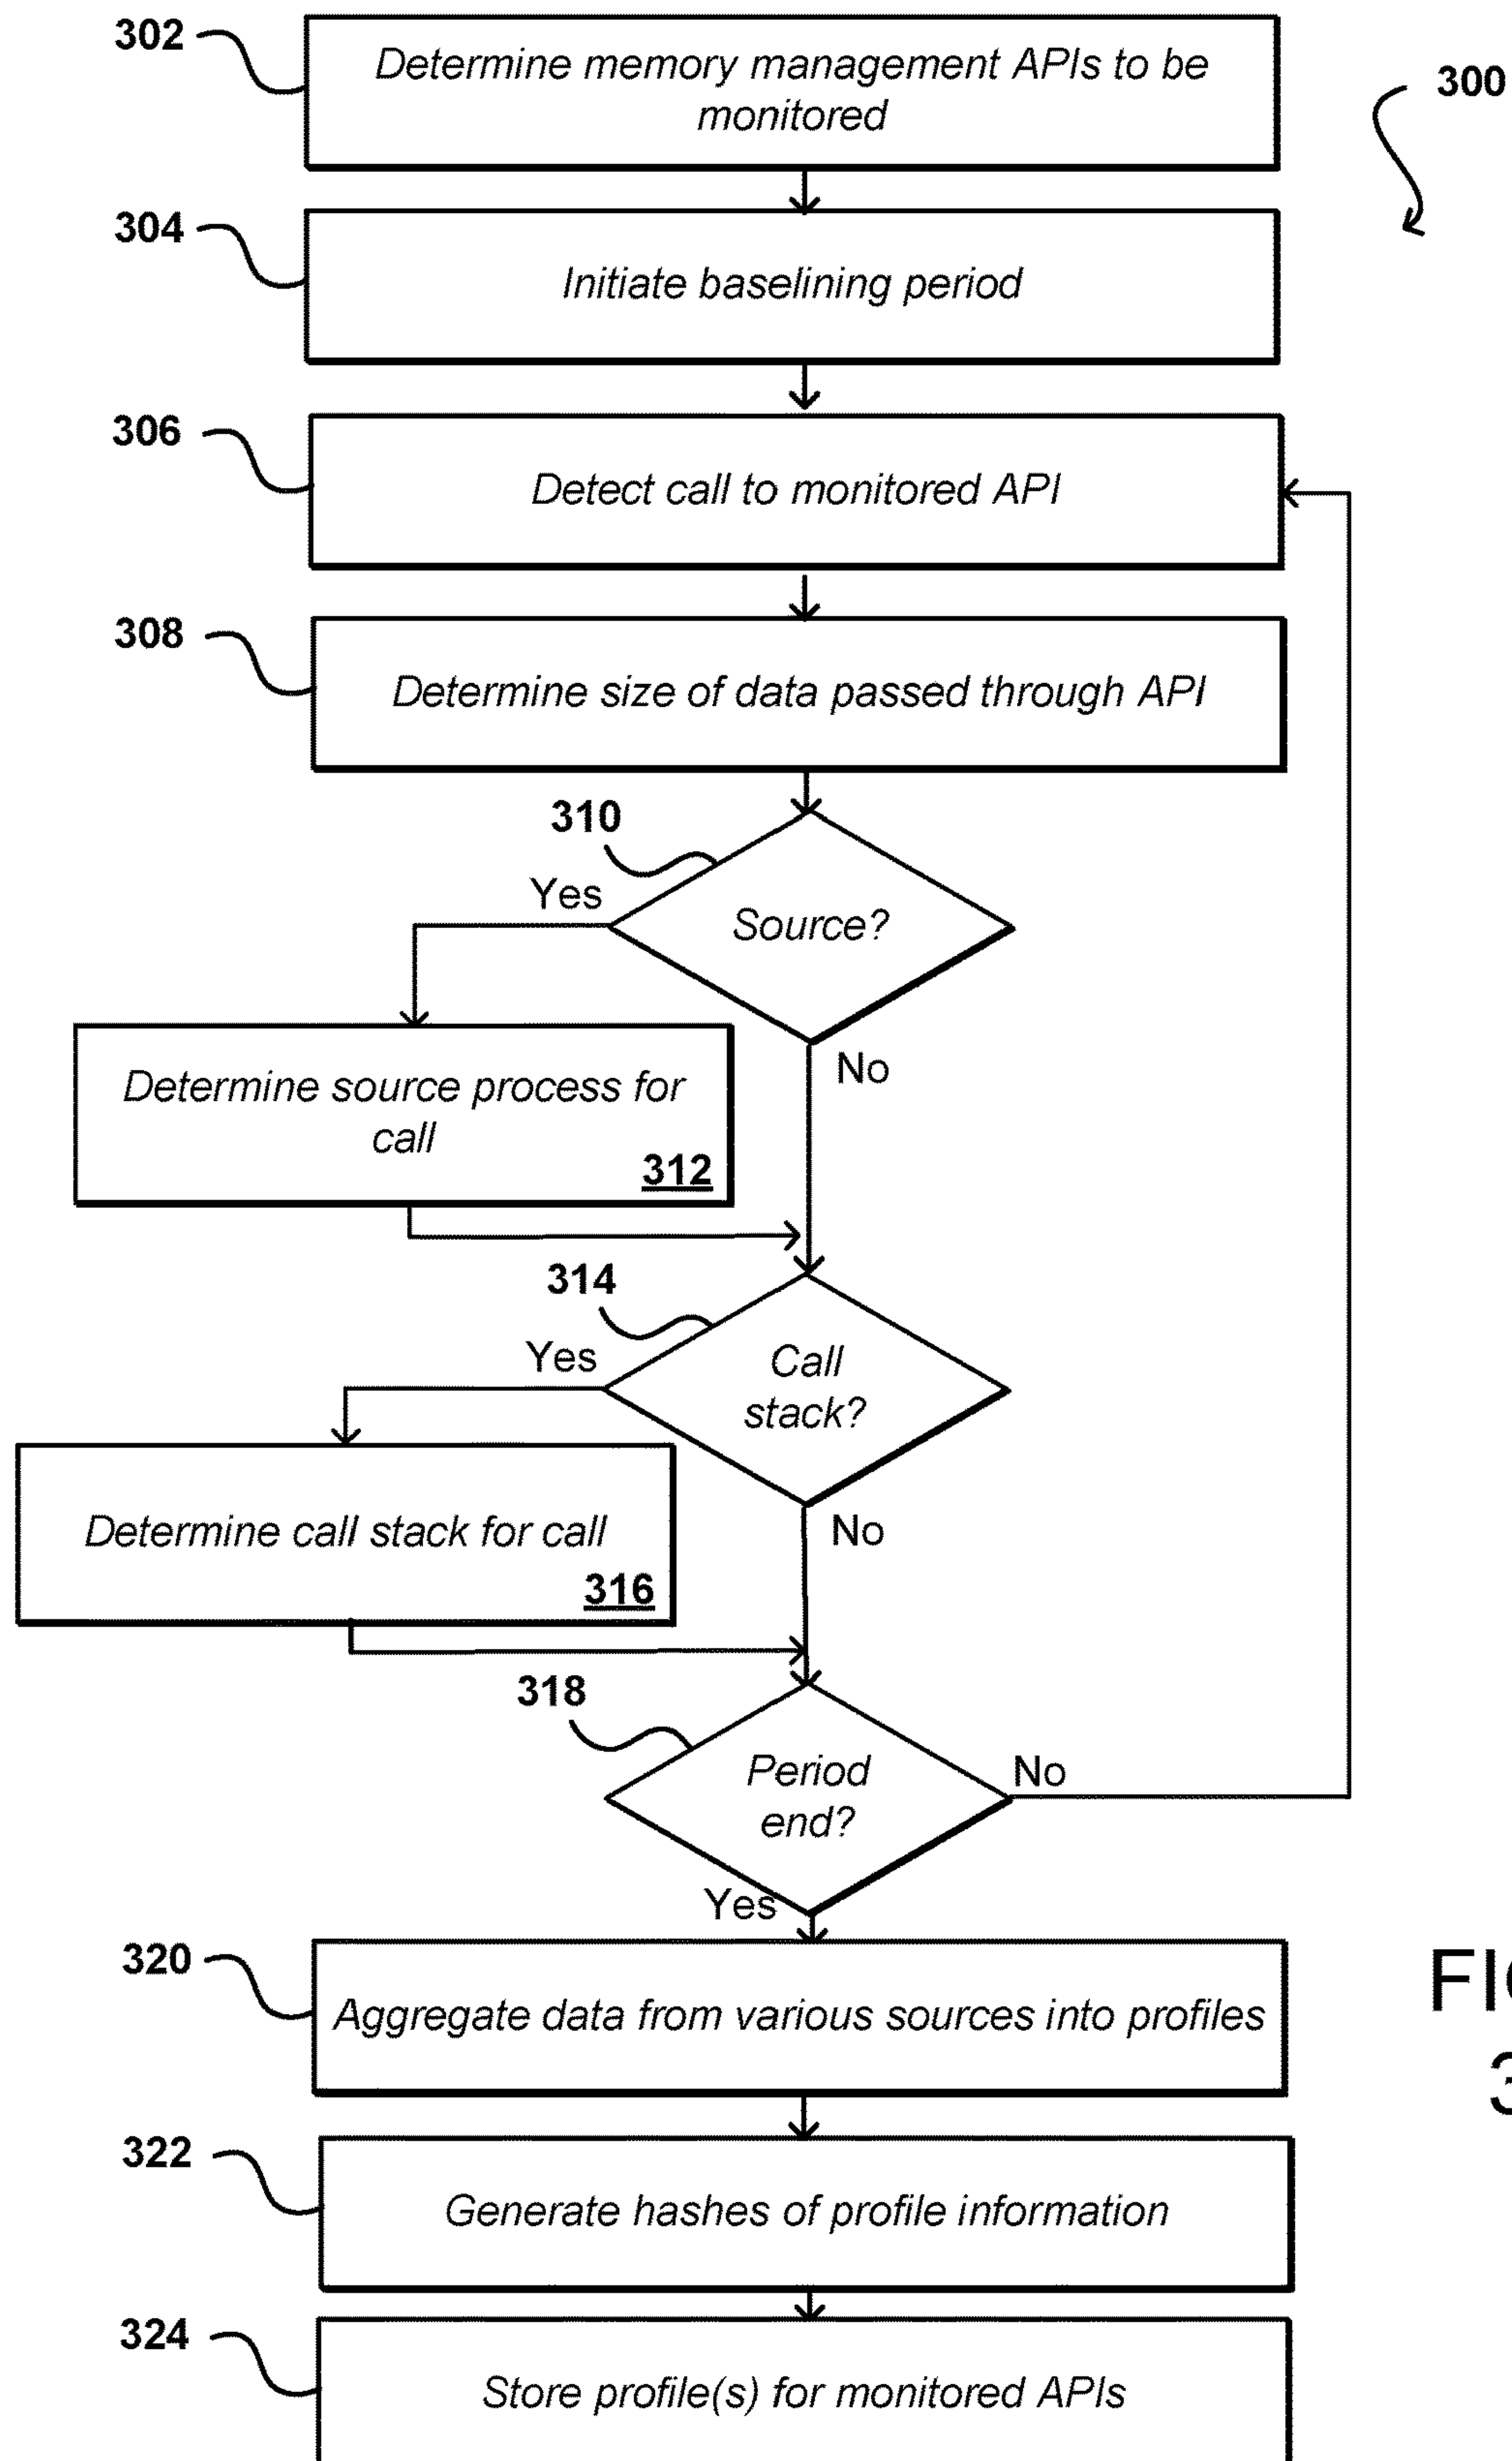 302
Determine memory management APIs to be
monitored
300
304
Initiate baselining period
306
Detect call to monitored API
308
Determine size of data passed through API
310
Yes
Source?
No
Determine source process for
call
312
314
Yes
Call
stack?
No
Determine call stack for call
316
318
Period
end?
No
Yes
320
Aggregate data from various sources into profiles
322
Generate hashes of profile information
324
Store profile(s) for monitored APIs